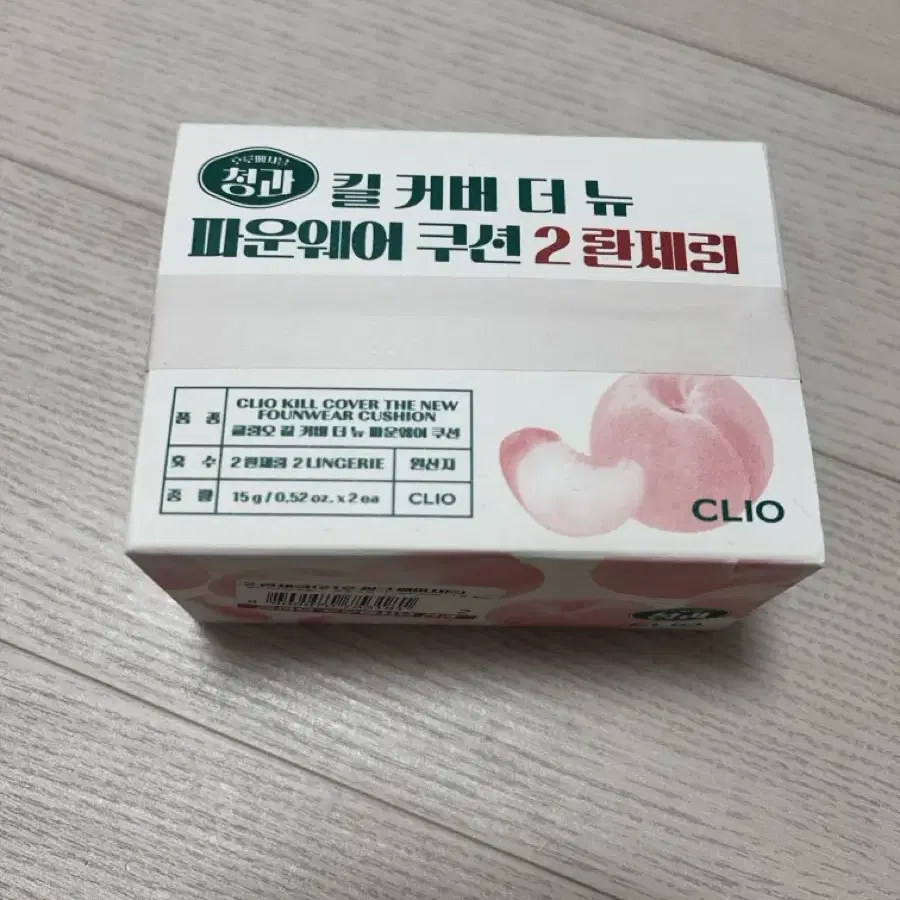 청과
킬 커버 더 뉴
파운웨어 쿠션 2 란제리
품 종
CLIO KILL COVER THE NEW
FOUNWEAR CUSHION
클리오 킬 커버 더 뉴 파운웨어 쿠션
호 수
2 란제리 2 LINGERIE
원산지
중 량
15 g / 0.52 oz. x 2 ea
CLIO
CLIO
CLIO